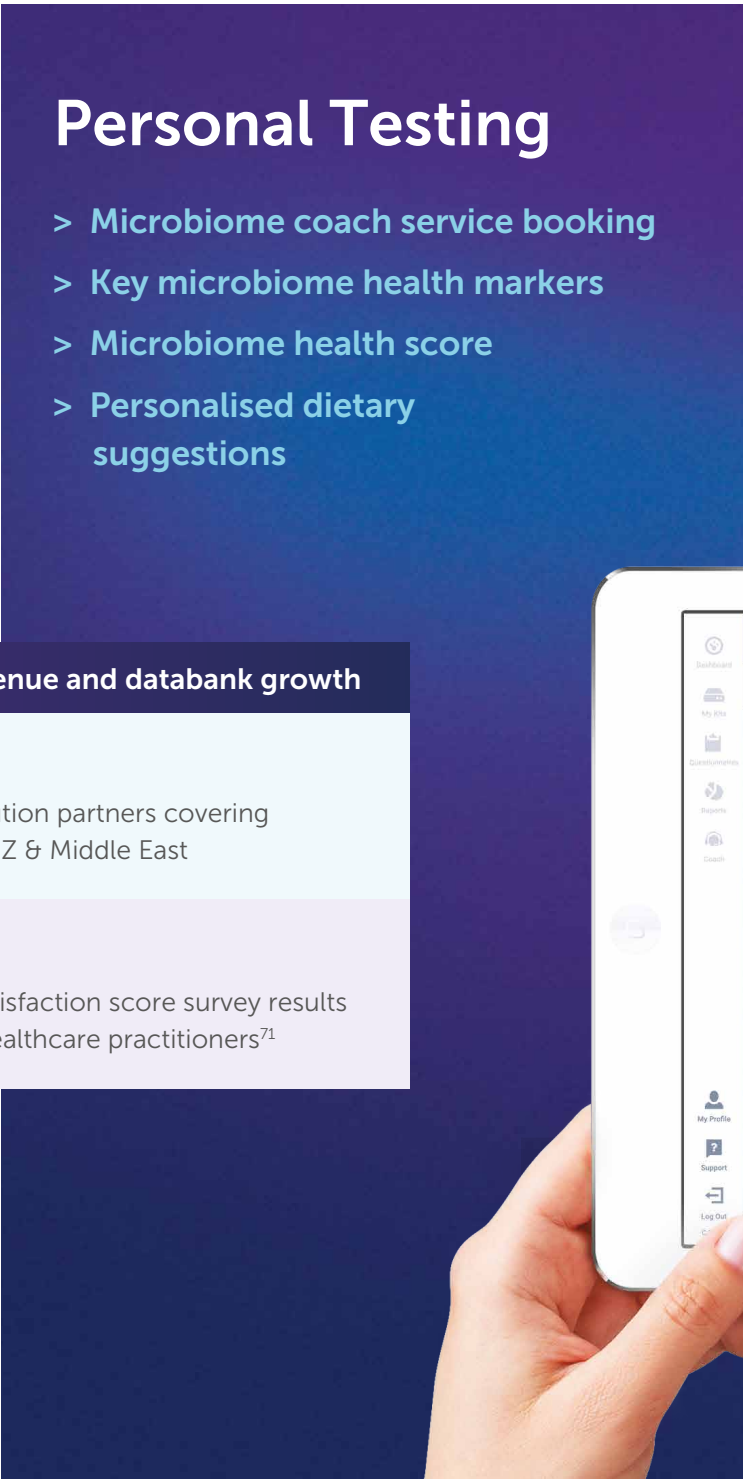 Personal Testing
> Microbiome coach service booking
> Key microbiome health markers
> Microbiome health score
> Personalised dietary
suggestions
enue and databank growth
tion partners covering
Z & Middle East
isfaction score survey results
ealthcare practitioners71
Dashboard
My Kits
Questionnaires
Reports
Coach
My Profile
Support
Log Out